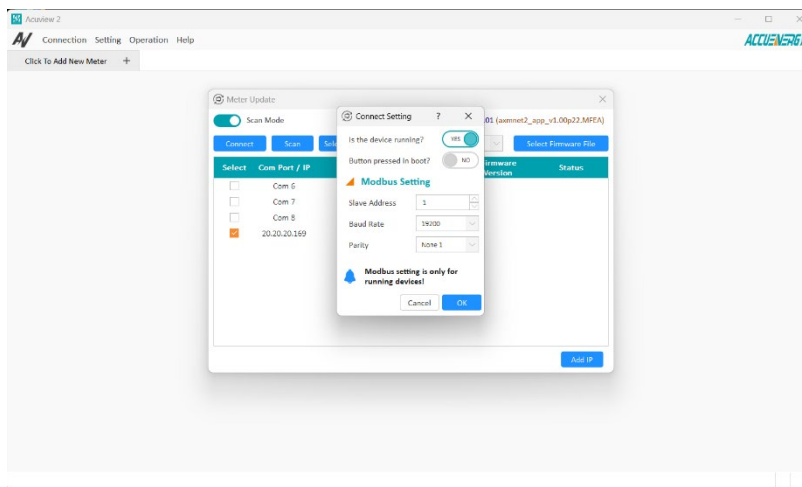 Acuview 2
Connection Setting Operation Help
ACCUENERGY
Click To Add New Meter +
Meter Update
Scan Mode
01 (axmnet2_app_v1.00p22.MFEA)
Connect Scan Select Firmware File
Select Com Port / IP Version Status
Com 6
Com 7
Com 8
20.20.20.169
Add IP
Connect Setting ?
Is the device running? YES
Button pressed in boot? NO
Modbus Setting
Slave Address 1
Baud Rate 19200
Parity None 1
Modbus setting is only for
running devices!
Cancel OK